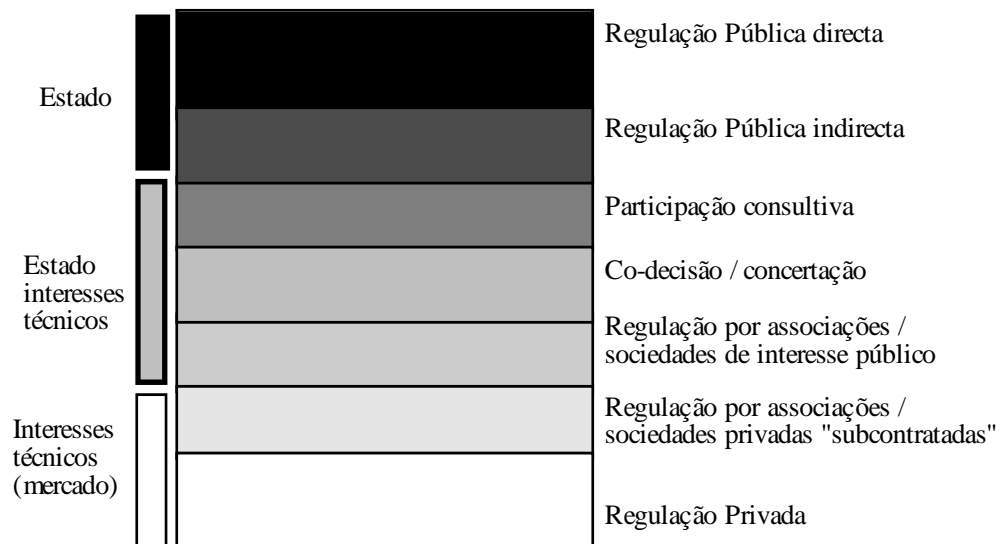 Estado
Estado
interesses
técnicos
Interesses
técnicos
(mercado)
Regulação Pública directa
Regulação Pública indirecta
Participação consultiva
Co-decisão / concertação
Regulação por associações /
sociedades de interesse público
Regulação por associações /
sociedades privadas "subcontratadas"
Regulação Privada